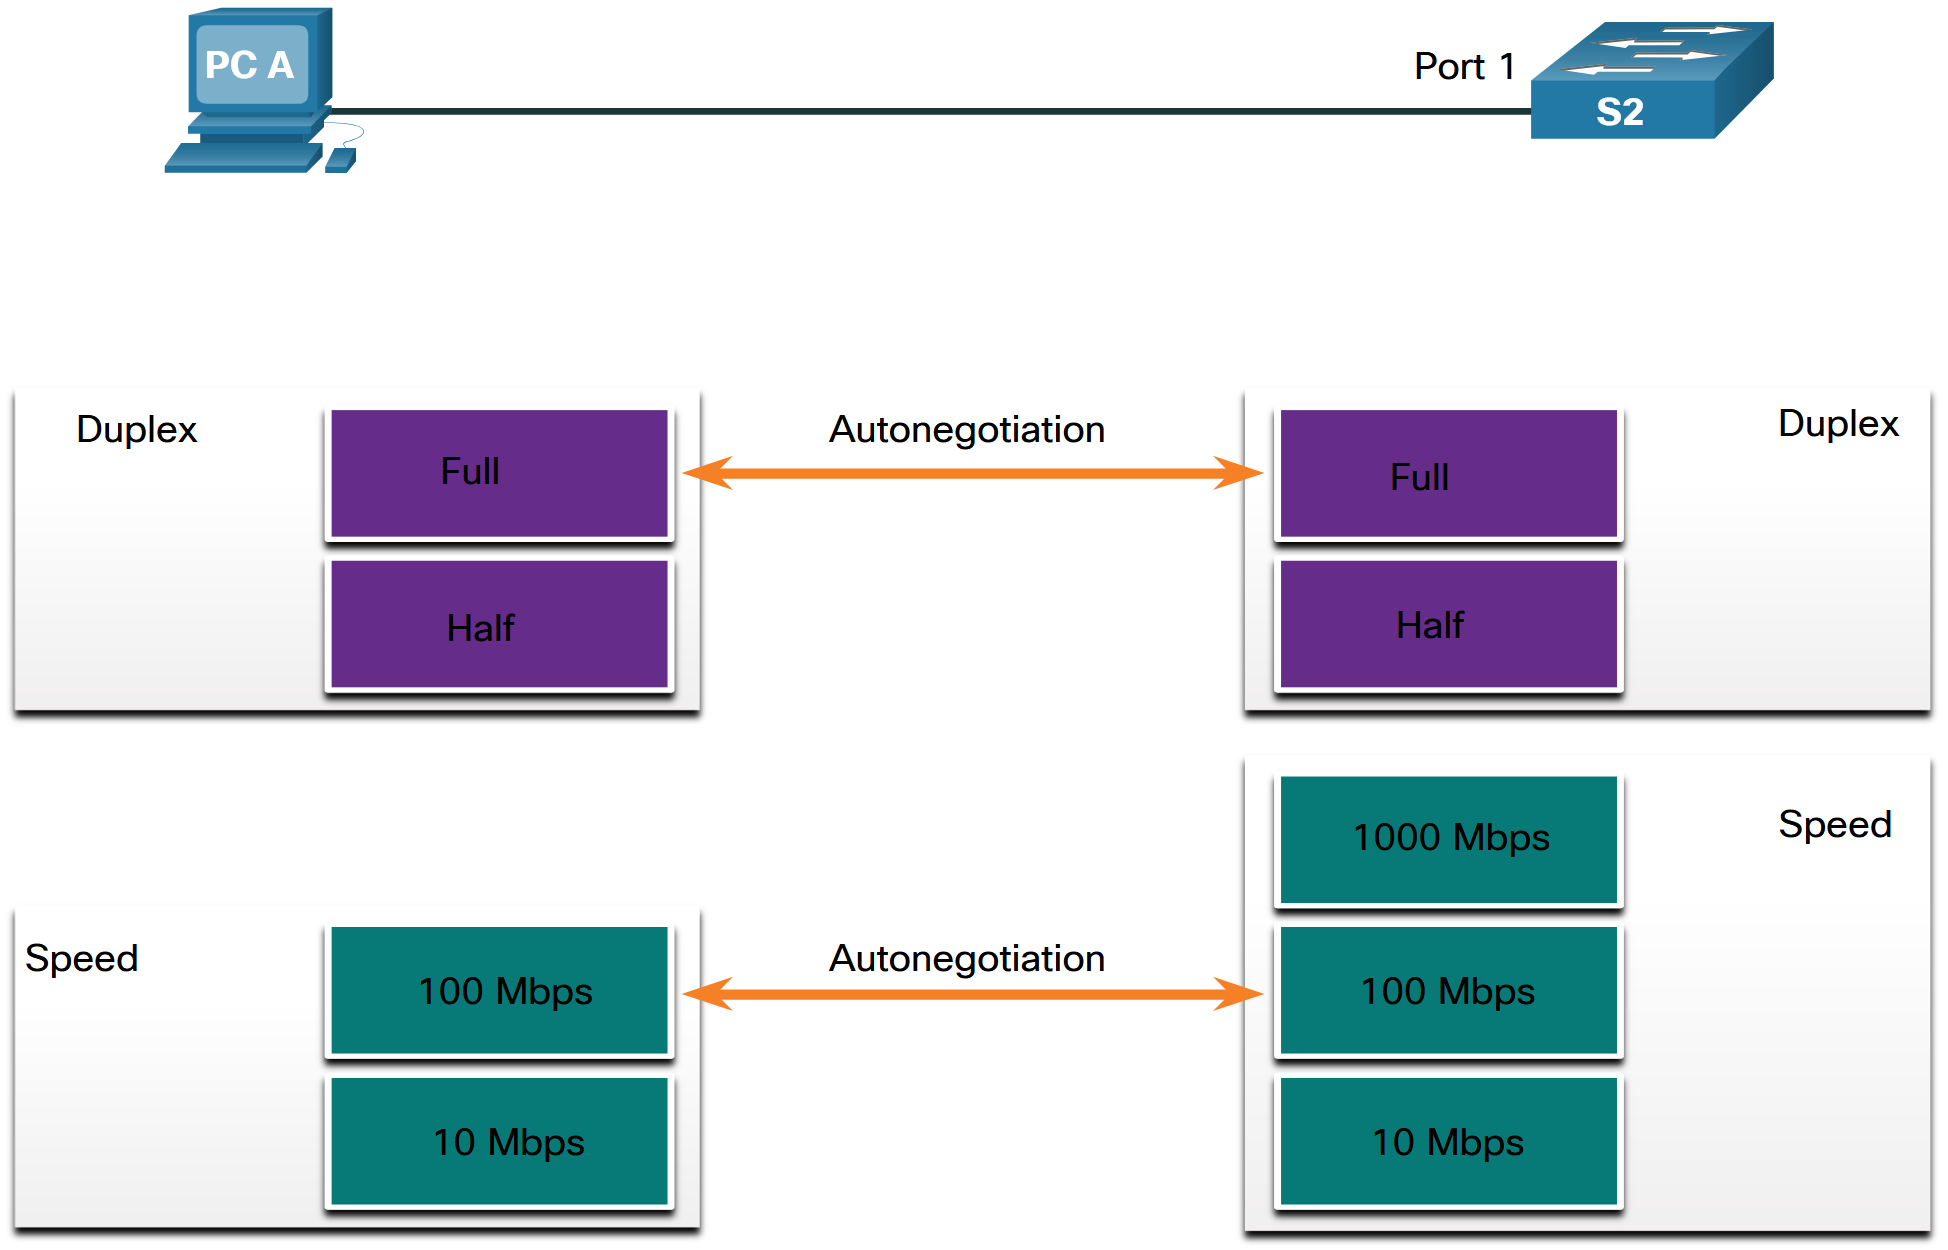 PC A
Port 1
S2
Duplex
Full
Autonegotiation
Full
Duplex
Half
Half
1000 Mbps
Speed
Speed
100 Mbps
Autonegotiation
100 Mbps
10 Mbps
10 Mbps